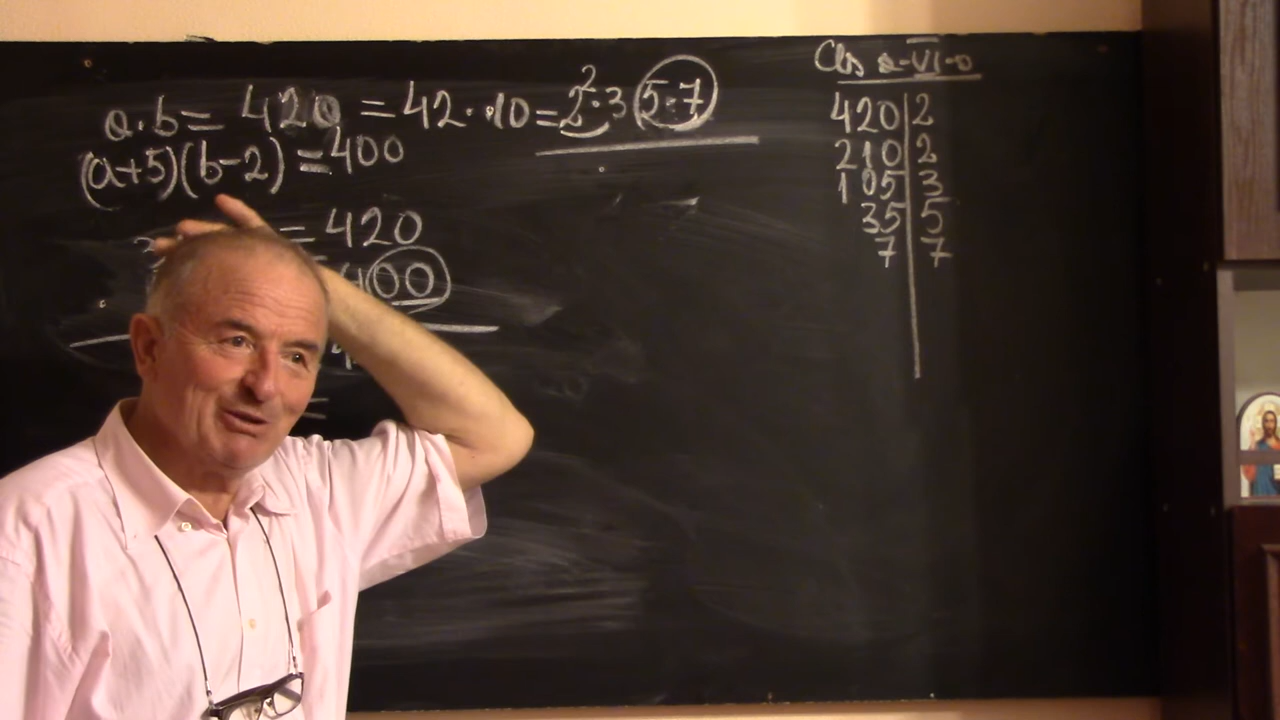 a·b = 420 = 42·10 = 2²·3 5·7
(a+5)(b-2) = 400
= 420
400
=
Cls a-VI-a
420|2
210|2
105|3
35|5
7|7